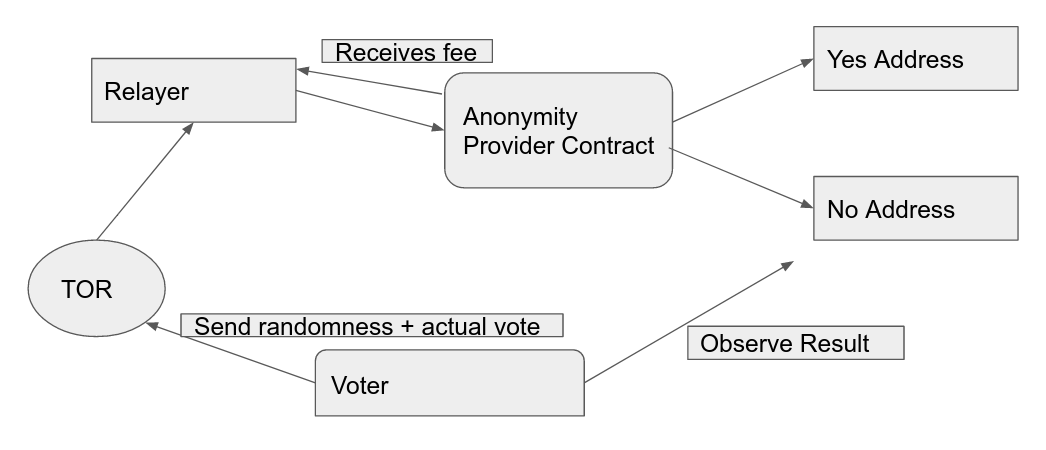 Receives fee
Yes Address
Relayer
Anonymity
Provider Contract
No Address
TOR
Send randomness + actual vote
Observe Result
Voter